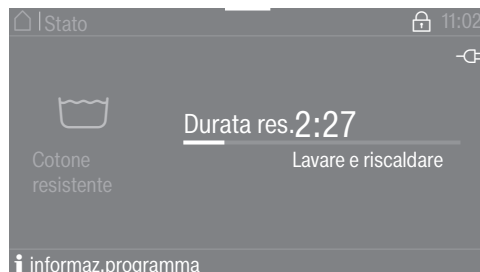 Stato
11:02
Durata res.2:27
Cotone
resistente
Lavare e riscaldare
informaz.programma